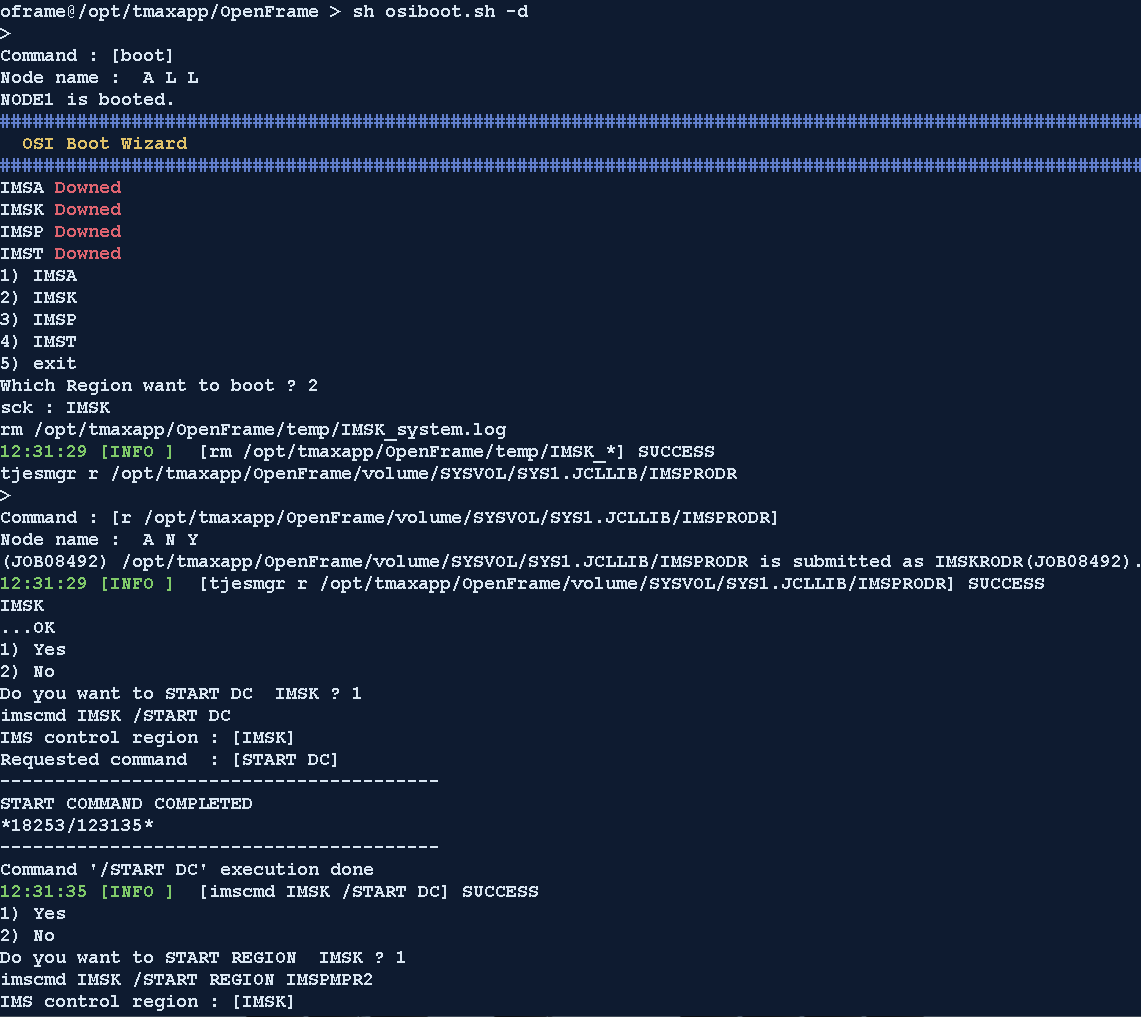 oframe@/opt/tmaxapp/OpenFrame > sh osiboot.sh -d
>
Command : [boot]
Node name :  A L L
NODE1 is booted.
########################################################################################################
  OSI Boot Wizard
########################################################################################################
IMSA Downed
IMSK Downed
IMSP Downed
IMST Downed
1) IMSA
2) IMSK
3) IMSP
4) IMST
5) exit
Which Region want to boot ? 2
sck : IMSK
rm /opt/tmaxapp/OpenFrame/temp/IMSK_system.log
12:31:29 [INFO ]  [rm /opt/tmaxapp/OpenFrame/temp/IMSK_*] SUCCESS
tjesmgr r /opt/tmaxapp/OpenFrame/volume/SYSVOL/SYS1.JCLLIB/IMSPRODR
>
Command : [r /opt/tmaxapp/OpenFrame/volume/SYSVOL/SYS1.JCLLIB/IMSPRODR]
Node name :  A N Y
(JOB08492) /opt/tmaxapp/OpenFrame/volume/SYSVOL/SYS1.JCLLIB/IMSPRODR is submitted as IMSKRODR(JOB08492).
12:31:29 [INFO ]  [tjesmgr r /opt/tmaxapp/OpenFrame/volume/SYSVOL/SYS1.JCLLIB/IMSPRODR] SUCCESS
IMSK
...OK
1) Yes
2) No
Do you want to START DC  IMSK ? 1
imscmd IMSK /START DC
IMS control region : [IMSK]
Requested command  : [START DC]
----------------------------------------
START COMMAND COMPLETED
*18253/123135*
----------------------------------------
Command '/START DC' execution done
12:31:35 [INFO ]  [imscmd IMSK /START DC] SUCCESS
1) Yes
2) No
Do you want to START REGION  IMSK ? 1
imscmd IMSK /START REGION IMSPMPR2
IMS control region : [IMSK]